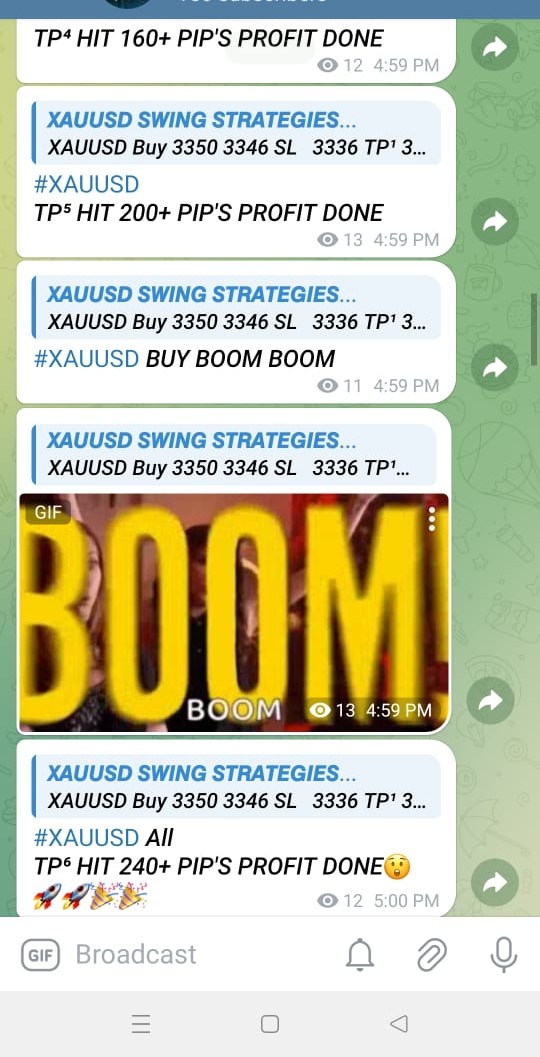 TP⁴ HIT 160+ PIP'S PROFIT DONE
12 4:59 PM
XAUUSD SWING STRATEGIES...
XAUUSD Buy 3350 3346 SL 3336 TP¹ 3...
#XAUUSD
TP⁵ HIT 200+ PIP'S PROFIT DONE
13 4:59 PM
XAUUSD SWING STRATEGIES...
XAUUSD Buy 3350 3346 SL 3336 TP¹ 3...
#XAUUSD BUY BOOM BOOM
11 4:59 PM
XAUUSD SWING STRATEGIES...
XAUUSD Buy 3350 3346 SL 3336 TP¹...
GIF
BOOM!
BOOM
13 4:59 PM
XAUUSD SWING STRATEGIES...
XAUUSD Buy 3350 3346 SL 3336 TP¹ 3...
#XAUUSD All
TP⁶ HIT 240+ PIP'S PROFIT DONE😲
🚀🚀🎉🎉
12 5:00 PM
GIF Broadcast